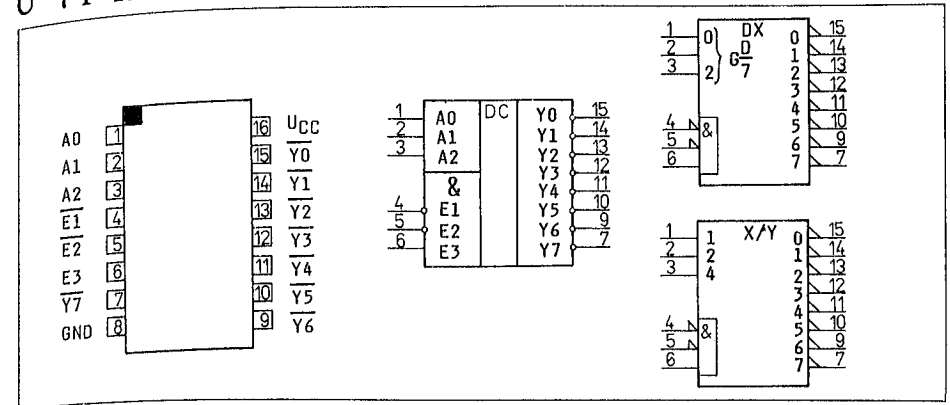 A0 1
A1 2
A2 3
E1 4
E2 5
E3 6
Y7 7
GND 8
16 UCC
15 Y0
14 Y1
13 Y2
12 Y3
11 Y4
10 Y5
9 Y6
DC
1 A0
2 A1
3 A2
&
4 E1
5 E2
6 E3
Y0 15
Y1 14
Y2 13
Y3 12
Y4 11
Y5 10
Y6 9
Y7 7
DX
1 0
2
3 2
G 0/7
4 &
5
6
0 15
1 14
2 13
3 12
4 11
5 10
6 9
7 7
X/Y
1 1
2 2
3 4
4 &
5
6
0 15
1 14
2 13
3 12
4 11
5 10
6 9
7 7